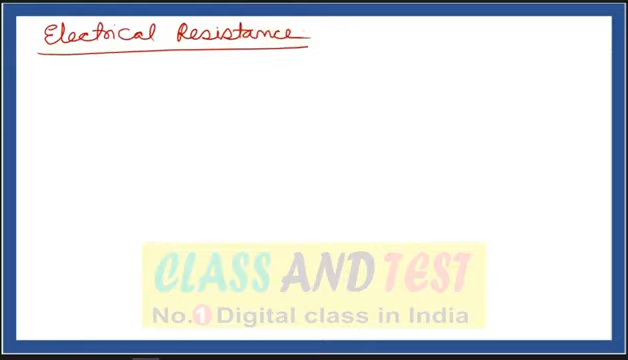 Electrical Resistance
CLASS AND TEST
No.1 Digital class in India